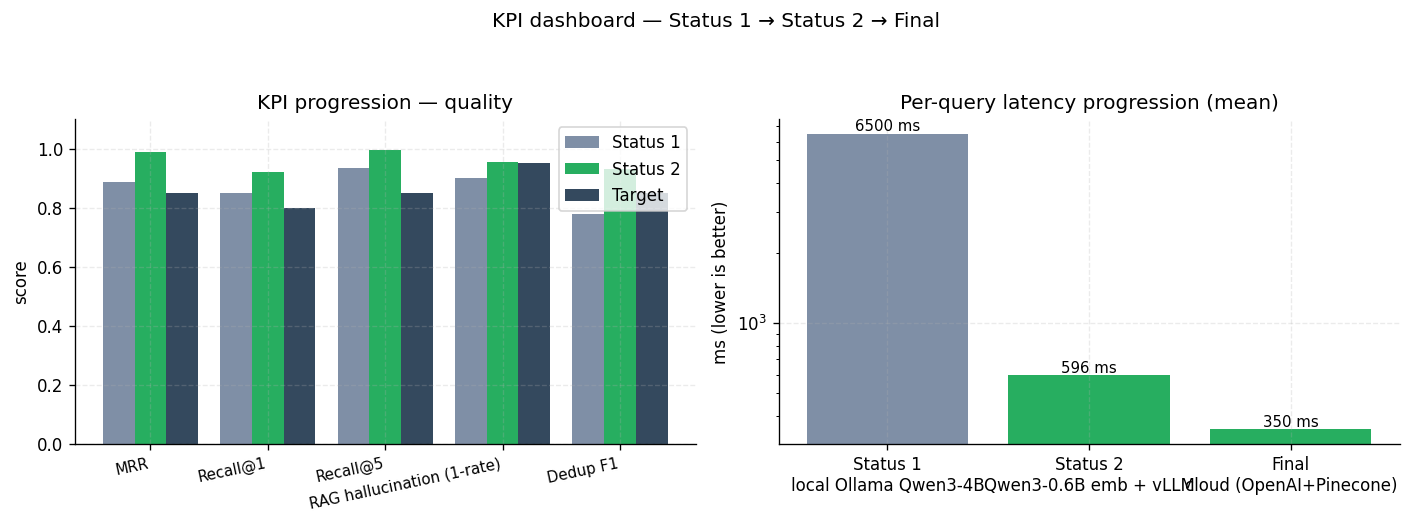 KPI dashboard — Status 1 → Status 2 → Final
KPI progression — quality
score
1.0
0.8
0.6
0.4
0.2
0.0
Status 1
Status 2
Target
MRR
Recall@1
Recall@5
RAG hallucination (1-rate)
Dedup F1
Per-query latency progression (mean)
ms (lower is better)
10³
6500 ms
596 ms
350 ms
Status 1
local Ollama Qwen3-4B
Status 2
Qwen3-0.6B emb + vLLM
Final
cloud (OpenAI+Pinecone)